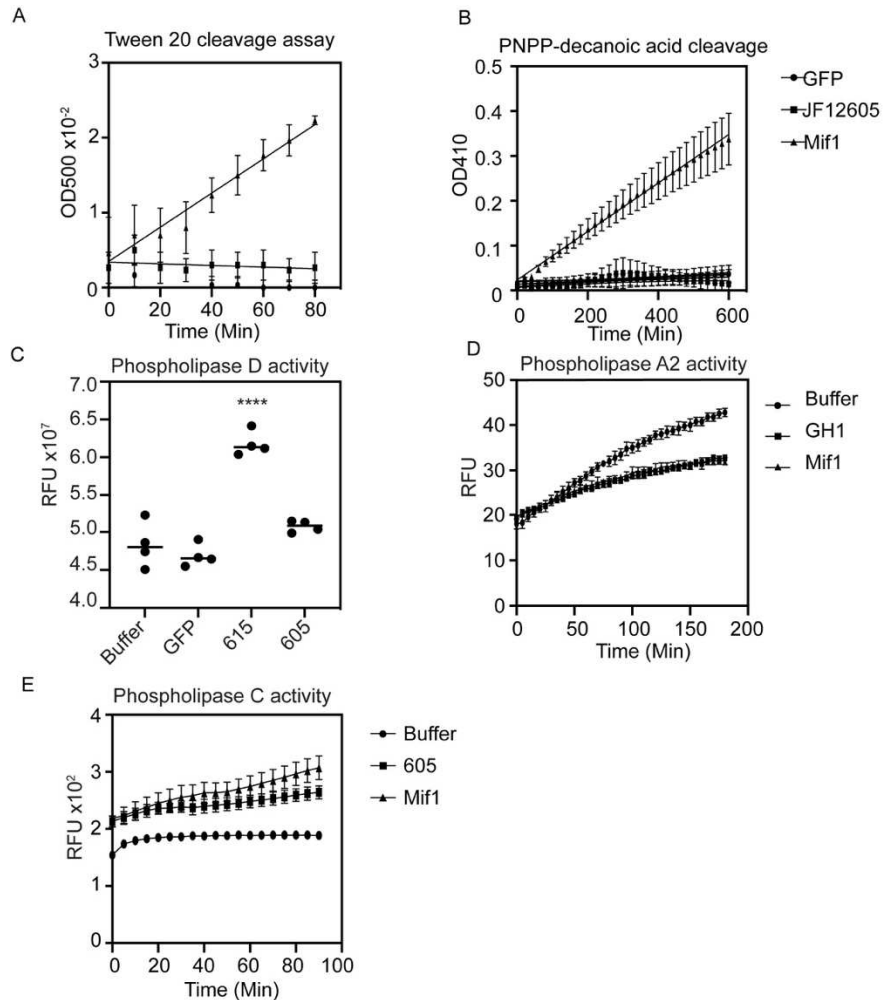 A
Tween 20 cleavage assay
OD500 x10-2
3
2
1
0
0 20 40 60 80
Time (Min)
B
PNPP-decanoic acid cleavage
OD410
0.5
0.4
0.3
0.2
0.1
0
0 200 400 600
Time (Min)
GFP
JF12605
Mif1
C
Phospholipase D activity
RFU x10⁷
7.0
6.5
6.0
5.5
5.0
4.5
4.0
****
Buffer GFP 615 605
D
Phospholipase A2 activity
RFU
50
40
30
20
10
0
0 50 100 150 200
Time (Min)
Buffer
GH1
Mif1
E
Phospholipase C activity
RFU x10²
4
3
2
1
0
0 20 40 60 80 100
Time (Min)
Buffer
605
Mif1